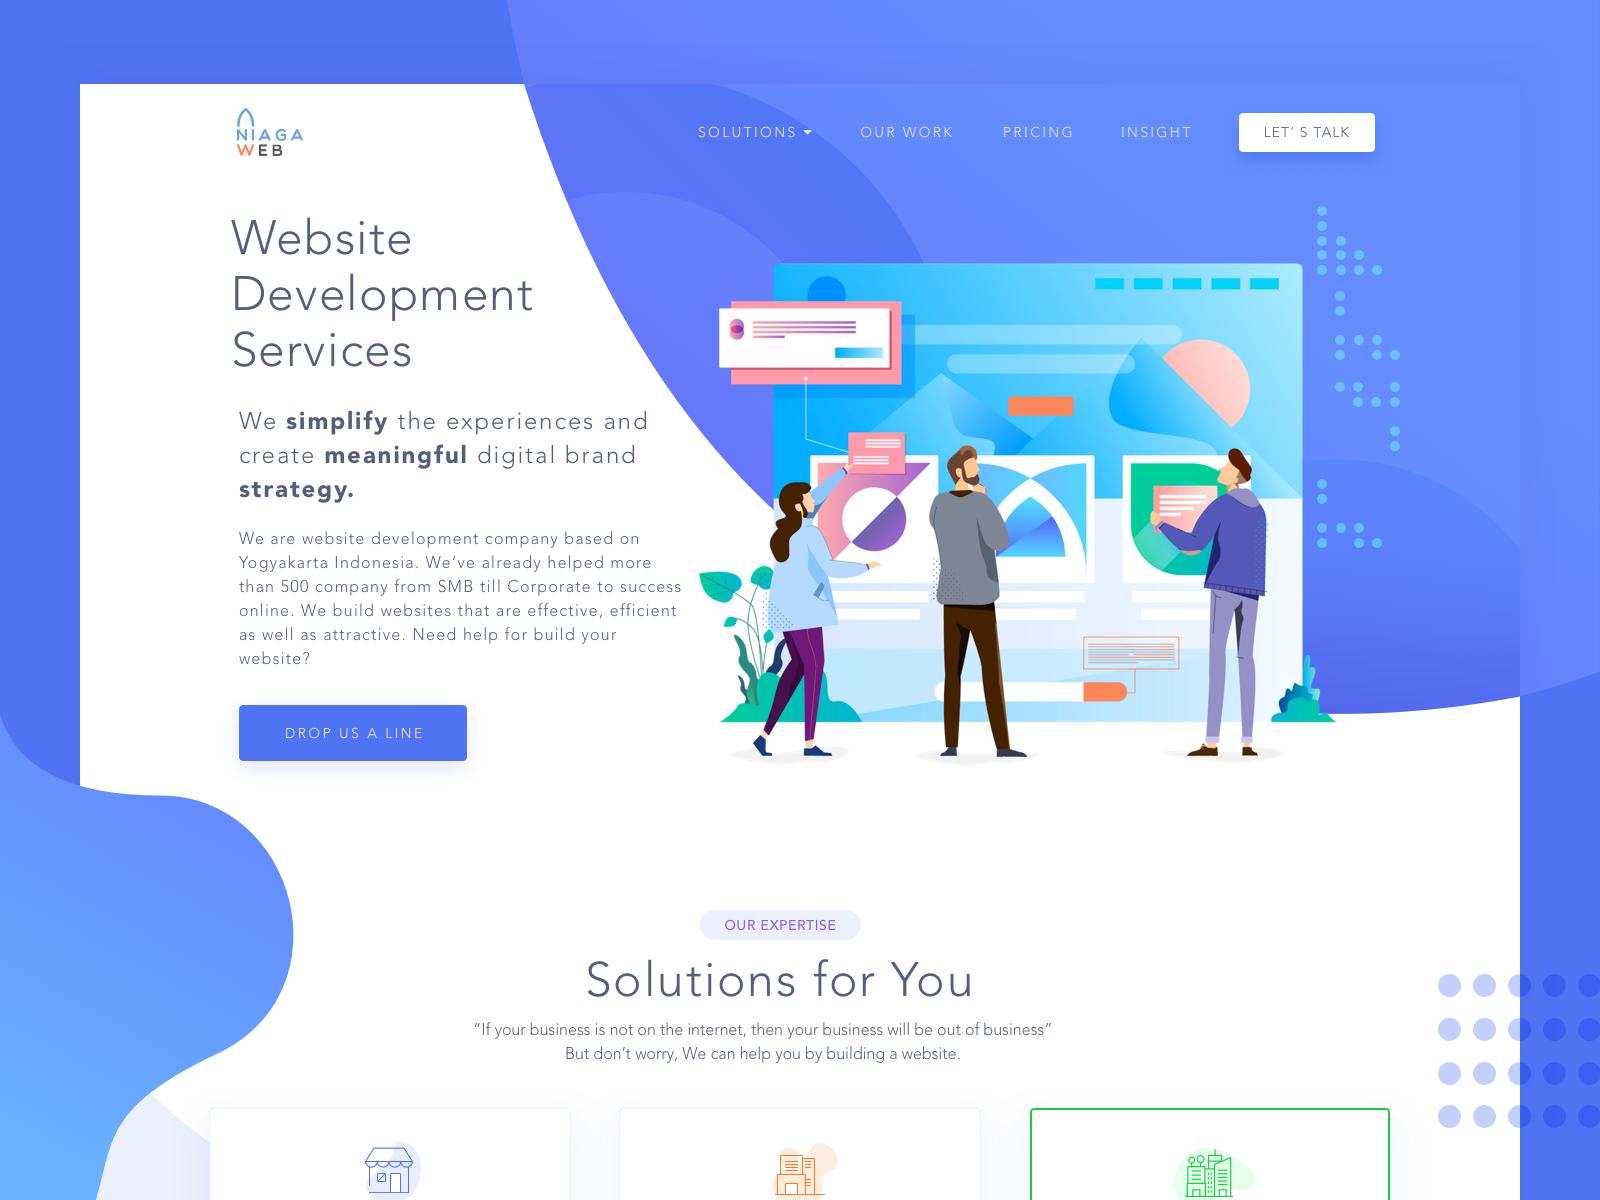 NIAGA
WEB
SOLUTIONS
OUR WORK
PRICING
INSIGHT
LET’ S TALK
Website
Development
Services
We simplify the experiences and
create meaningful digital brand
strategy.
We are website development company based on
Yogyakarta Indonesia. We’ve already helped more
than 500 company from SMB till Corporate to success
online. We build websites that are effective, efficient
as well as attractive. Need help for build your
website?
DROP US A LINE
OUR EXPERTISE
Solutions for You
“If your business is not on the internet, then your business will be out of business”
But don’t worry, We can help you by building a website.